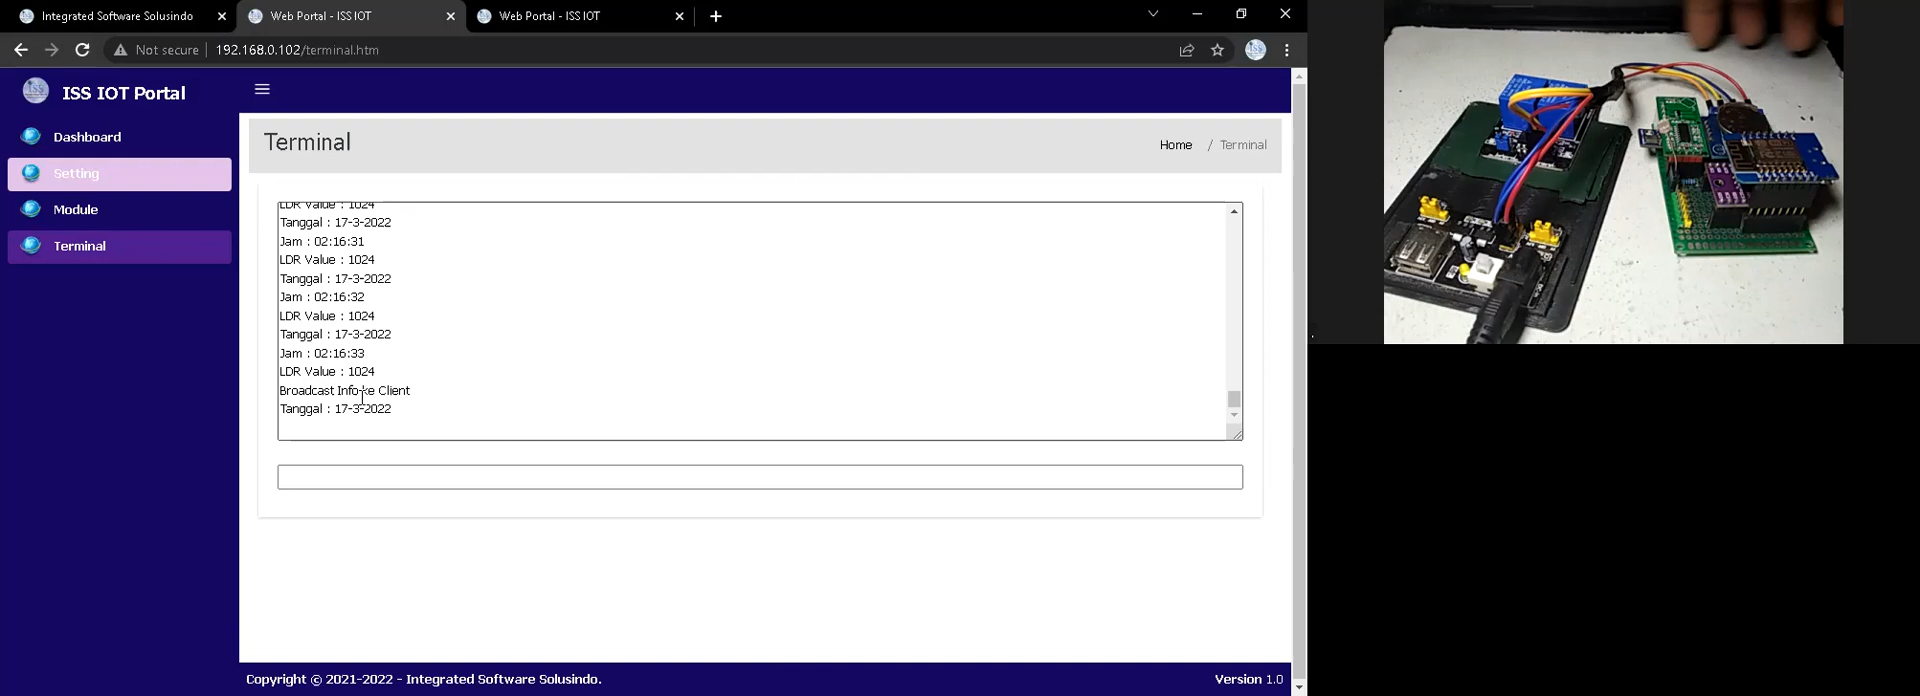 Integrated Software Solusindo
Web Portal - ISS IOT
Web Portal - ISS IOT
Not secure
192.168.0.102/terminal.htm
ISS IOT Portal
Dashboard
Setting
Module
Terminal
Terminal
Home / Terminal
LDR Value : 1024
Tanggal : 17-3-2022
Jam : 02:16:31
LDR Value : 1024
Tanggal : 17-3-2022
Jam : 02:16:32
LDR Value : 1024
Tanggal : 17-3-2022
Jam : 02:16:33
LDR Value : 1024
Broadcast Info ke Client
Tanggal : 17-3-2022
Copyright © 2021-2022 - Integrated Software Solusindo.
Version 1.0